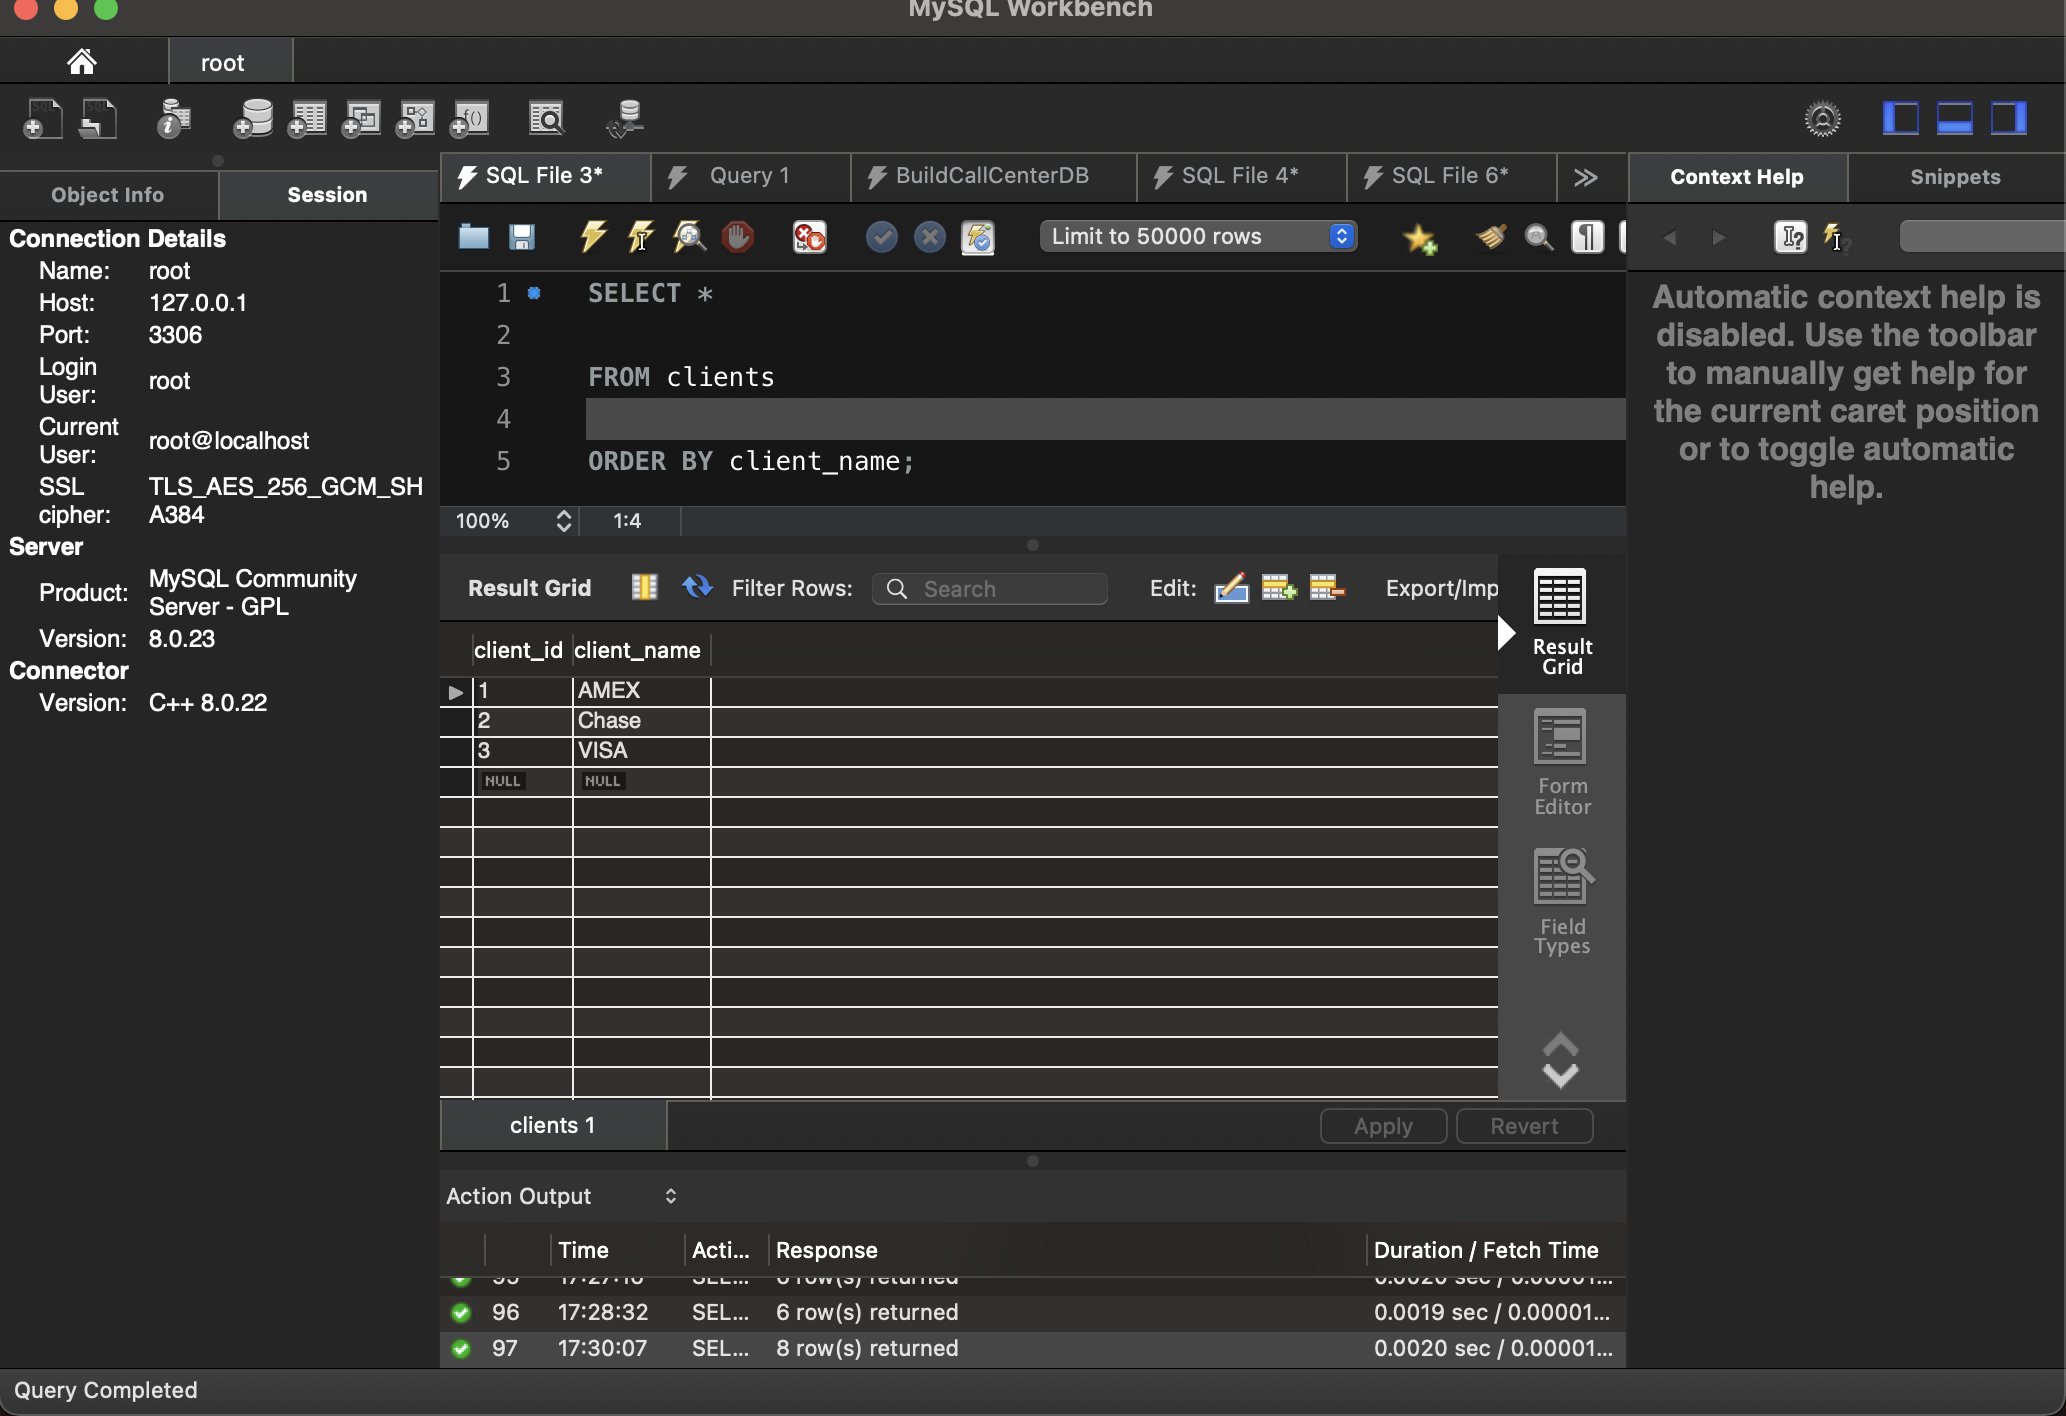 MySQL Workbench
root
SQL File 3*
Query 1
BuildCallCenterDB
SQL File 4*
SQL File 6*
Context Help
Snippets
Object Info
Session
Connection Details
Name: root
Host: 127.0.0.1
Port: 3306
Login User: root
Current User: root@localhost
SSL cipher: TLS_AES_256_GCM_SHA384
Server
Product: MySQL Community Server - GPL
Version: 8.0.23
Connector
Version: C++ 8.0.22
Limit to 50000 rows
1 SELECT *
2
3 FROM clients
4
5 ORDER BY client_name;
100% 1:4
Automatic context help is
disabled. Use the toolbar
to manually get help for
the current caret position
or to toggle automatic
help.
Result Grid
Filter Rows:
Search
Edit:
Export/Imp
client_id client_name
1 AMEX
2 Chase
3 VISA
NULL NULL
Result
Grid
Form
Editor
Field
Types
clients 1
Apply
Revert
Action Output
Time Acti... Response Duration / Fetch Time
96 17:28:32 SEL... 6 row(s) returned 0.0019 sec / 0.00001...
97 17:30:07 SEL... 8 row(s) returned 0.0020 sec / 0.00001...
Query Completed